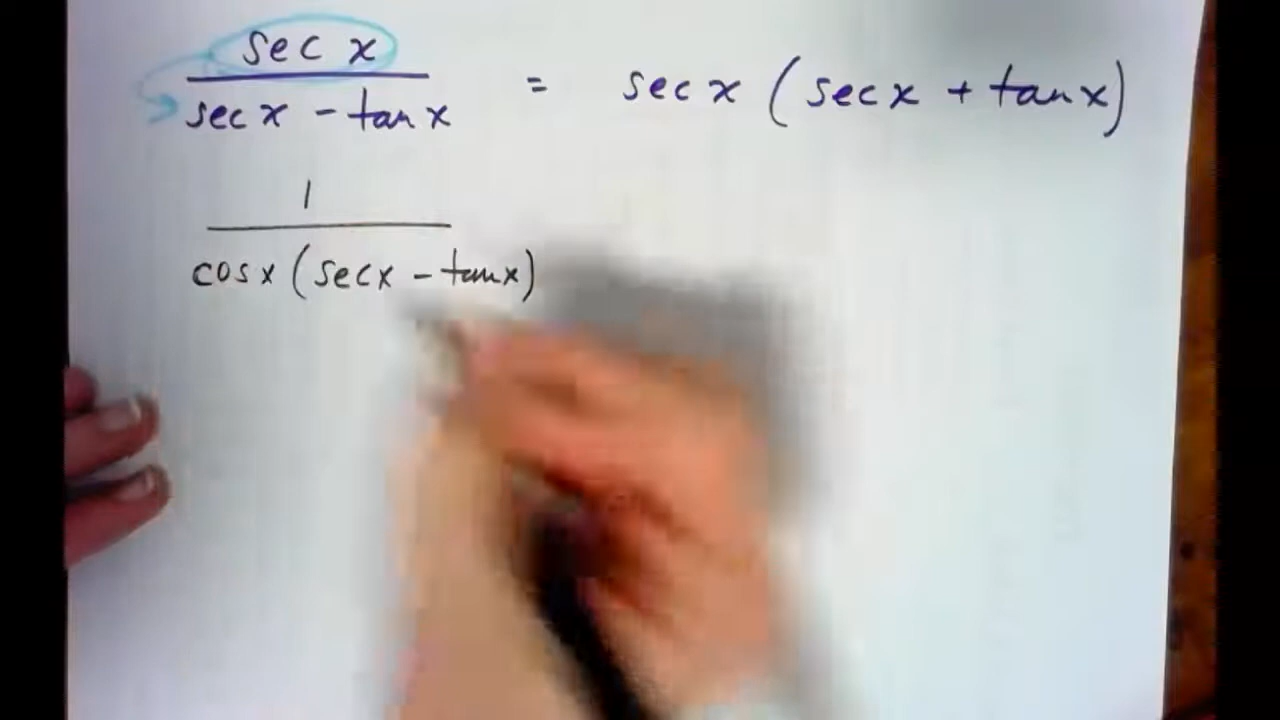 sec x / sec x - tan x = sec x (sec x + tan x)
1 / cos x (sec x - tan x)